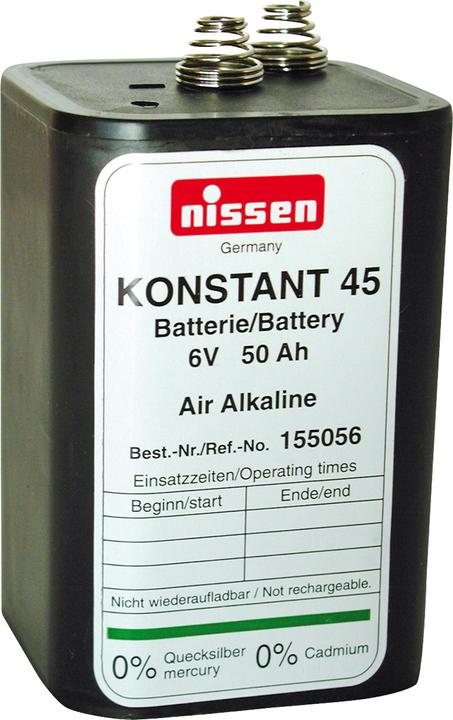 nissen
Germany
KONSTANT 45
Batterie/Battery
6V 50 Ah
Air Alkaline
Best.-Nr./Ref.-No. 155056
Einsatzzeiten/Operating times
Beginn/start Ende/end
Nicht wiederaufladbar / Not rechargeable.
0% Quecksilber mercury 0% Cadmium